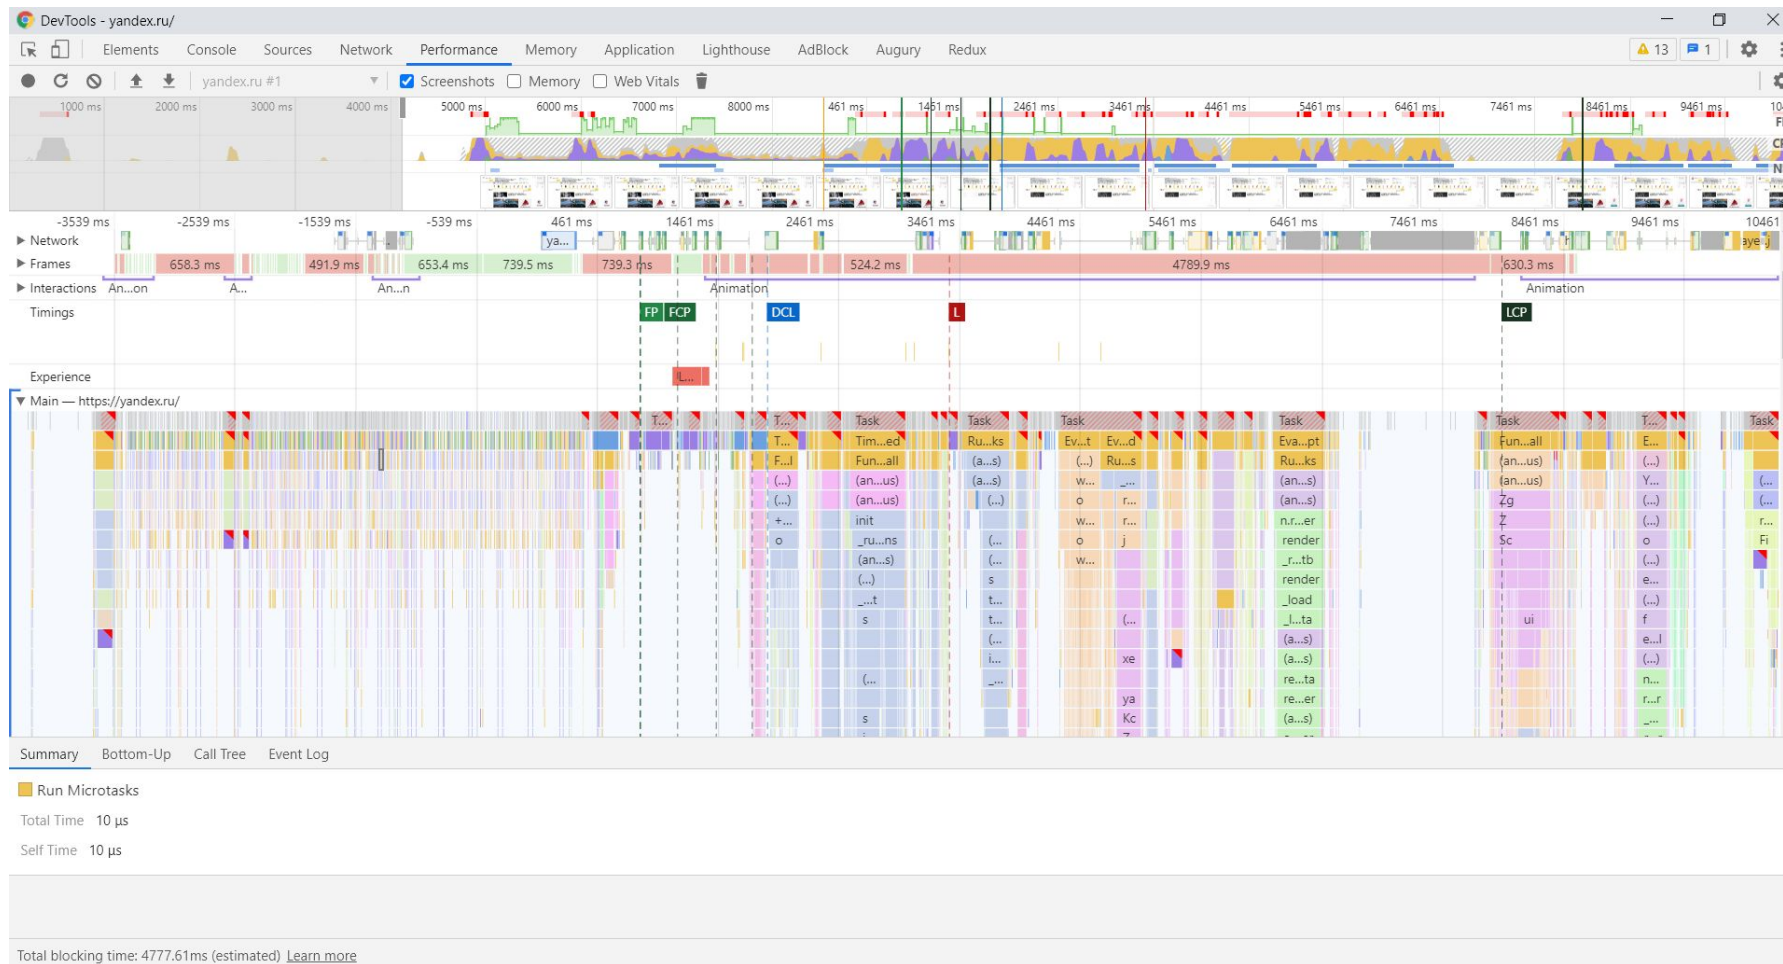 DevTools - yandex.ru/
Elements Console Sources Network Performance Memory Application Lighthouse AdBlock Augury Redux 13 1
yandex.ru #1 Screenshots Memory Web Vitals
1000 ms 2000 ms 3000 ms 4000 ms 5000 ms 6000 ms 7000 ms 8000 ms 461 ms 1461 ms 2461 ms 3461 ms 4461 ms 5461 ms 6461 ms 7461 ms 8461 ms 9461 ms
-3539 ms -2539 ms -1539 ms -539 ms 461 ms 1461 ms 2461 ms 3461 ms 4461 ms 5461 ms 6461 ms 7461 ms 8461 ms 9461 ms 10461
Network ya...
Frames 658.3 ms 491.9 ms 653.4 ms 739.5 ms 739.3 ms 524.2 ms 4789.9 ms 630.3 ms
Interactions An...on A... An...n Animation Animation
Timings FP FCP DCL L LCP
Experience L...
Main — https://yandex.ru/
T... T... Task Task Task Task Task T... Task
T... Tim...ed Ru...ks Ev...t Ev...d Eva...pt Fun...all E...
F...l Fun...all (a...s) (...) Ru...s Ru...ks (an...us) (...)
(...) (an...us) (a...s) w... _... (an...s) (an...us) Y... (...
(...) (an...us) (...) o r... (an...s) Zg (...) (...
+... init w... r... n.r...er Z (...) r...
o _ru...ns (... o j render Sc o Fi
(an...s) (... w... _r...tb (...)
(...) s render e...
_...t t... _load (...)
s t... (... _l...ta ui f
(... (a...s) e...l
i... xe (a...s) (...)
(... _... re...ta n...
ya re...er r...r
s Kc (a...s) _...
Summary Bottom-Up Call Tree Event Log
Run Microtasks
Total Time 10 μs
Self Time 10 μs
Total blocking time: 4777.61ms (estimated) Learn more